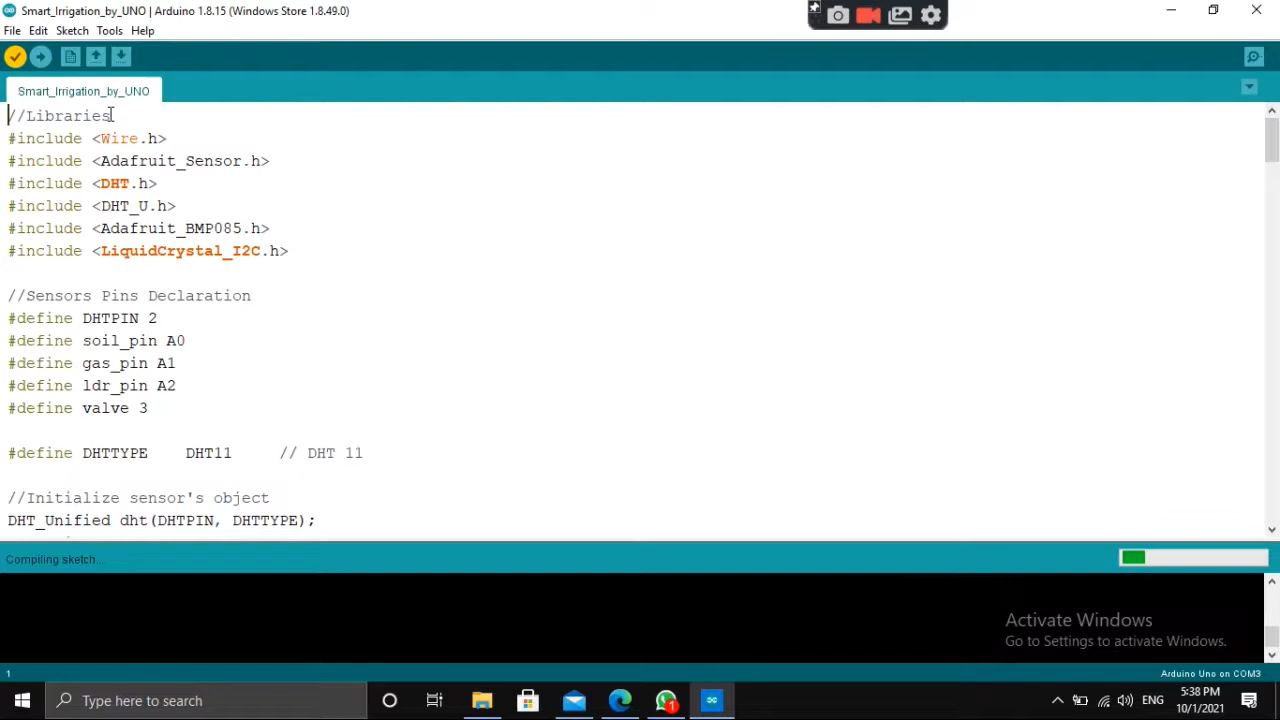 Smart_Irrigation_by_UNO | Arduino 1.8.15 (Windows Store 1.8.49.0)
File Edit Sketch Tools Help
Smart_Irrigation_by_UNO
//Libraries
#include <Wire.h>
#include <Adafruit_Sensor.h>
#include <DHT.h>
#include <DHT_U.h>
#include <Adafruit_BMP085.h>
#include <LiquidCrystal_I2C.h>
//Sensors Pins Declaration
#define DHTPIN 2
#define soil_pin A0
#define gas_pin A1
#define ldr_pin A2
#define valve 3
#define DHTTYPE    DHT11     // DHT 11
//Initialize sensor's object
DHT_Unified dht(DHTPIN, DHTTYPE);
Compiling sketch...
Activate Windows
Go to Settings to activate Windows.
1
Arduino Uno on COM3
Type here to search
1
ENG
5:38 PM
10/1/2021